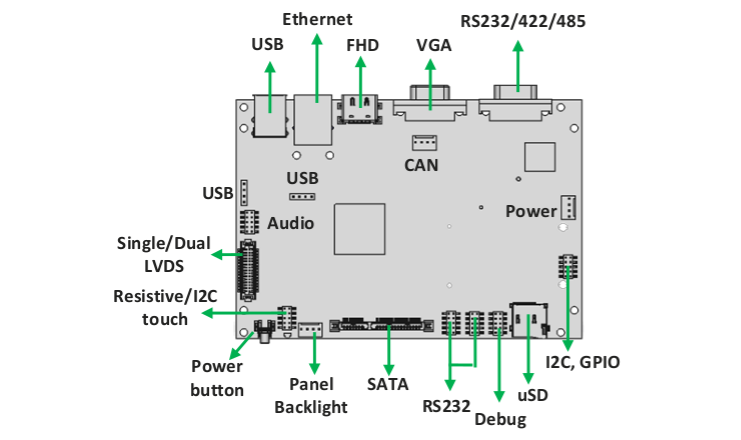 Ethernet
RS232/422/485
USB
FHD
VGA
CAN
USB
USB
Audio
Power
Single/Dual
LVDS
Resistive/I2C
touch
Power
button
Panel
Backlight
SATA
RS232
Debug
uSD
I2C, GPIO